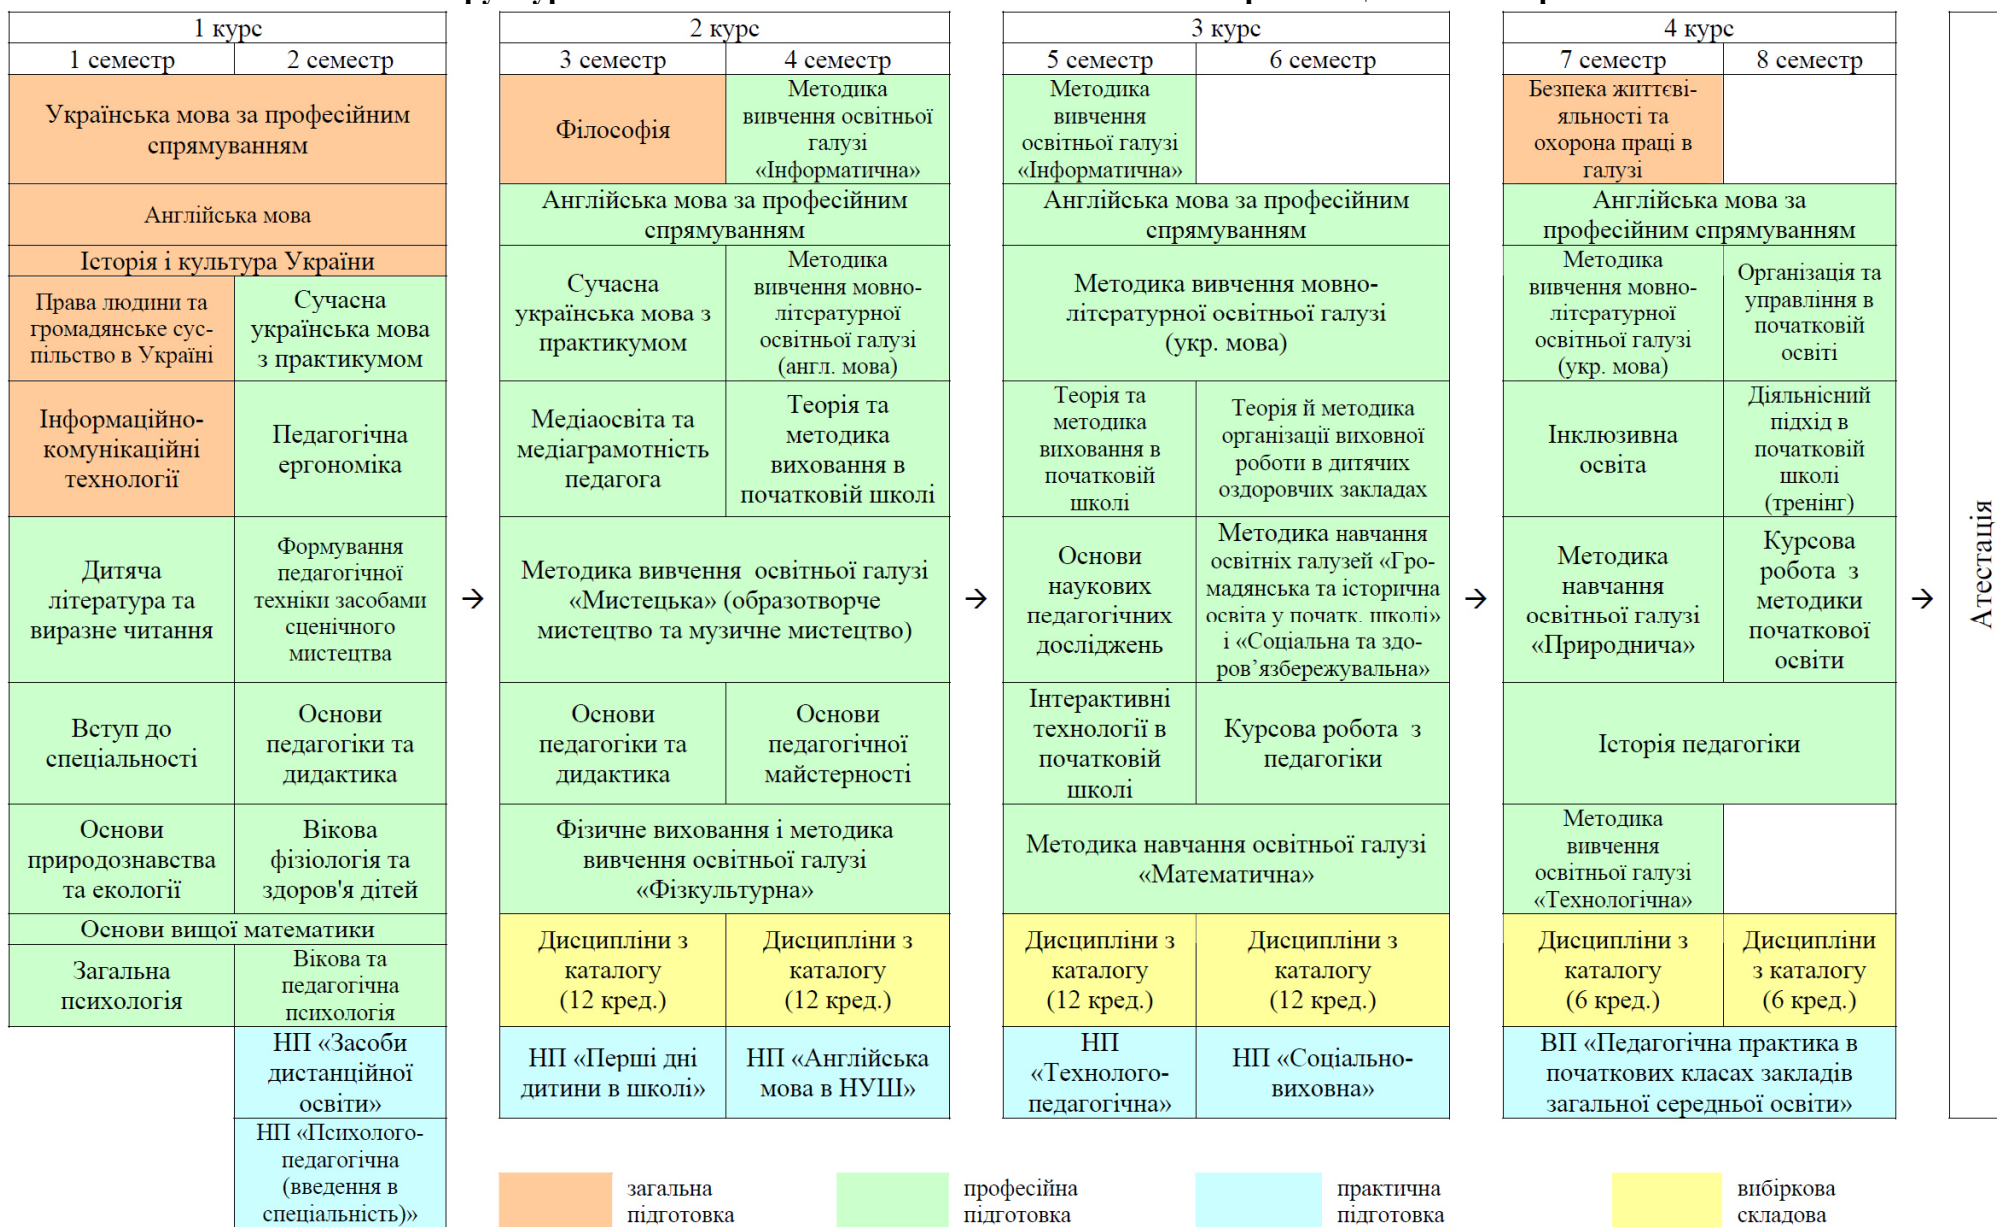 1 курс
1 семестр
2 семестр
Українська мова за професійним
спрямуванням
Англійська мова
Історія і культура України
Права людини та
громадянське сус-
пільство в Україні
Сучасна
українська мова
з практикумом
Інформаційно-
комунікаційні
технології
Педагогічна
ергономіка
Дитяча
література та
виразне читання
Формування
педагогічної
техніки засобами
сценічного
мистецтва
Вступ до
спеціальності
Основи
педагогіки та
дидактика
Основи
природознавства
та екології
Вікова
фізіологія та
здоров'я дітей
Основи вищої математики
Загальна
психологія
Вікова та
педагогічна
психологія
НП «Засоби
дистанційної
освіти»
НП «Психолого-
педагогічна
(введення в
спеціальність)»
→
2 курс
3 семестр
4 семестр
Філософія
Методика
вивчення освітньої
галузі
«Інформатична»
Англійська мова за професійним
спрямуванням
Сучасна
українська мова з
практикумом
Методика
вивчення мовно-
літературної
освітньої галузі
(англ. мова)
Медіаосвіта та
медіаграмотність
педагога
Теорія та
методика
виховання в
початковій школі
Методика вивчення освітньої галузі
«Мистецька» (образотворче
мистецтво та музичне мистецтво)
Основи
педагогіки та
дидактика
Основи
педагогічної
майстерності
Фізичне виховання і методика
вивчення освітньої галузі
«Фізкультурна»
Дисципліни з
каталогу
(12 кред.)
Дисципліни з
каталогу
(12 кред.)
НП «Перші дні
дитини в школі»
НП «Англійська
мова в НУШ»
→
3 курс
5 семестр
6 семестр
Методика
вивчення
освітньої галузі
«Інформатична»
Англійська мова за професійним
спрямуванням
Методика вивчення мовно-
літературної освітньої галузі
(укр. мова)
Теорія та
методика
виховання в
початковій
школі
Теорія й методика
організації виховної
роботи в дитячих
оздоровчих закладах
Основи
наукових
педагогічних
досліджень
Методика навчання
освітніх галузей «Гро-
мадянська та історична
освіта у початк. школі»
і «Соціальна та здо-
ров’язбережувальна»
Інтерактивні
технології в
початковій
школі
Курсова робота з
педагогіки
Методика навчання освітньої галузі
«Математична»
Дисципліни з
каталогу
(12 кред.)
Дисципліни з
каталогу
(12 кред.)
НП
«Технолого-
педагогічна»
НП «Соціально-
виховна»
→
4 курс
7 семестр
8 семестр
Безпека життєві-
яльності та
охорона праці в
галузі
Англійська мова за
професійним спрямуванням
Методика
вивчення мовно-
літературної
освітньої галузі
(укр. мова)
Організація та
управління в
початковій
освіті
Інклюзивна
освіта
Діяльнісний
підхід в
початковій
школі
(тренінг)
Методика
навчання
освітньої галузі
«Природнича»
Курсова
робота з
методики
початкової
освіти
Історія педагогіки
Методика
вивчення
освітньої галузі
«Технологічна»
Дисципліни з
каталогу
(6 кред.)
Дисципліни
з каталогу
(6 кред.)
ВП «Педагогічна практика в
початкових класах закладів
загальної середньої освіти»
→
Атестація
загальна
підготовка
професійна
підготовка
практична
підготовка
вибіркова
складова